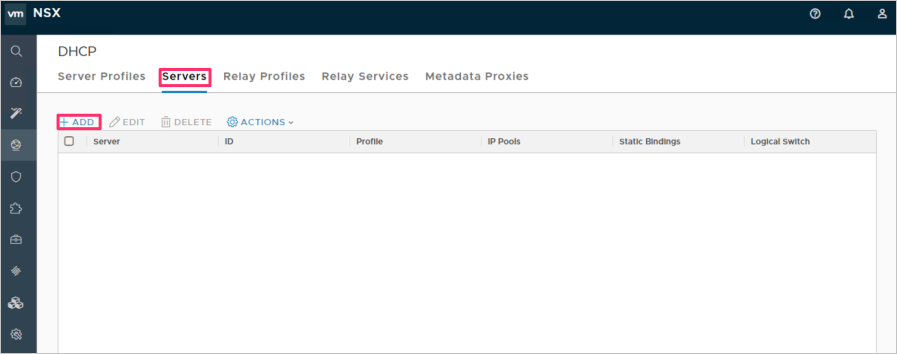 vm NSX
DHCP
Server Profiles Servers Relay Profiles Relay Services Metadata Proxies
+ ADD EDIT DELETE ACTIONS
Server ID Profile IP Pools Static Bindings Logical Switch